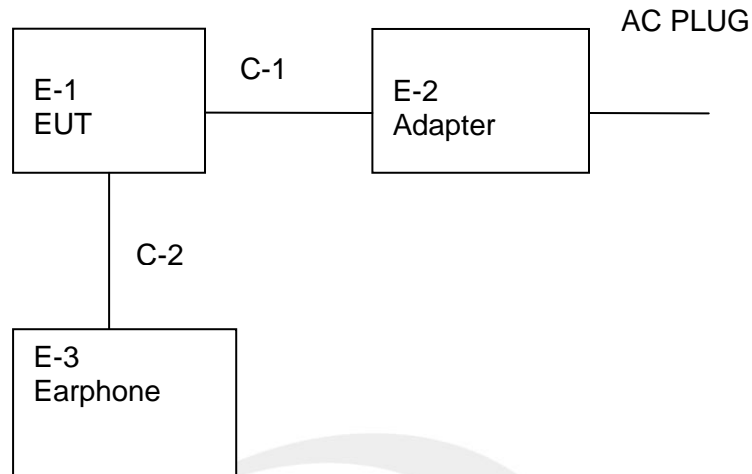 AC PLUG
C-1
E-1
EUT
E-2
Adapter
C-2
E-3
Earphone